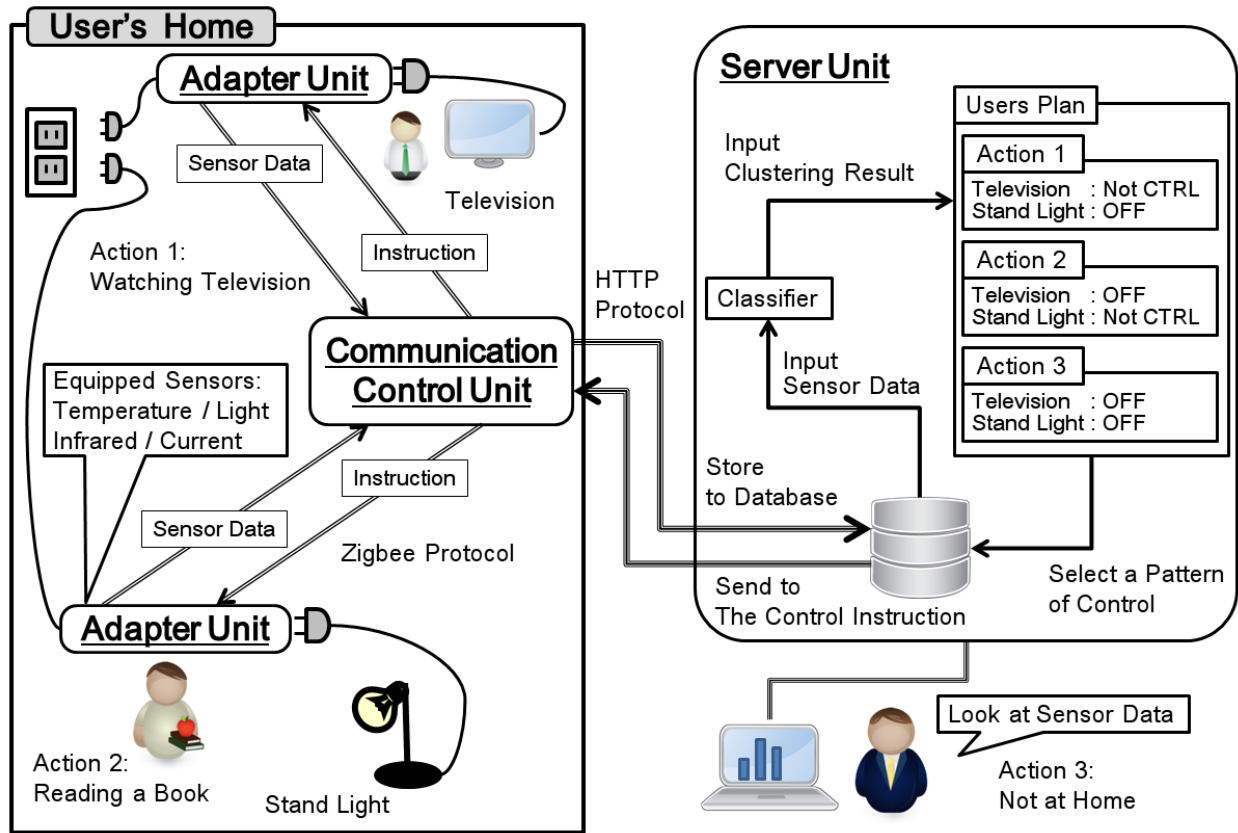 User's Home
Adapter Unit
Sensor Data
Television
Action 1:
Watching Television
Instruction
Communication
Control Unit
Equipped Sensors:
Temperature / Light
Infrared / Current
Instruction
Sensor Data
Zigbee Protocol
Adapter Unit
Action 2:
Reading a Book
Stand Light
HTTP
Protocol
Server Unit
Users Plan
Input
Clustering Result
Action 1
Television : Not CTRL
Stand Light : OFF
Action 2
Television : OFF
Stand Light : Not CTRL
Action 3
Television : OFF
Stand Light : OFF
Classifier
Input
Sensor Data
Store
to Database
Send to
The Control Instruction
Select a Pattern
of Control
Look at Sensor Data
Action 3:
Not at Home